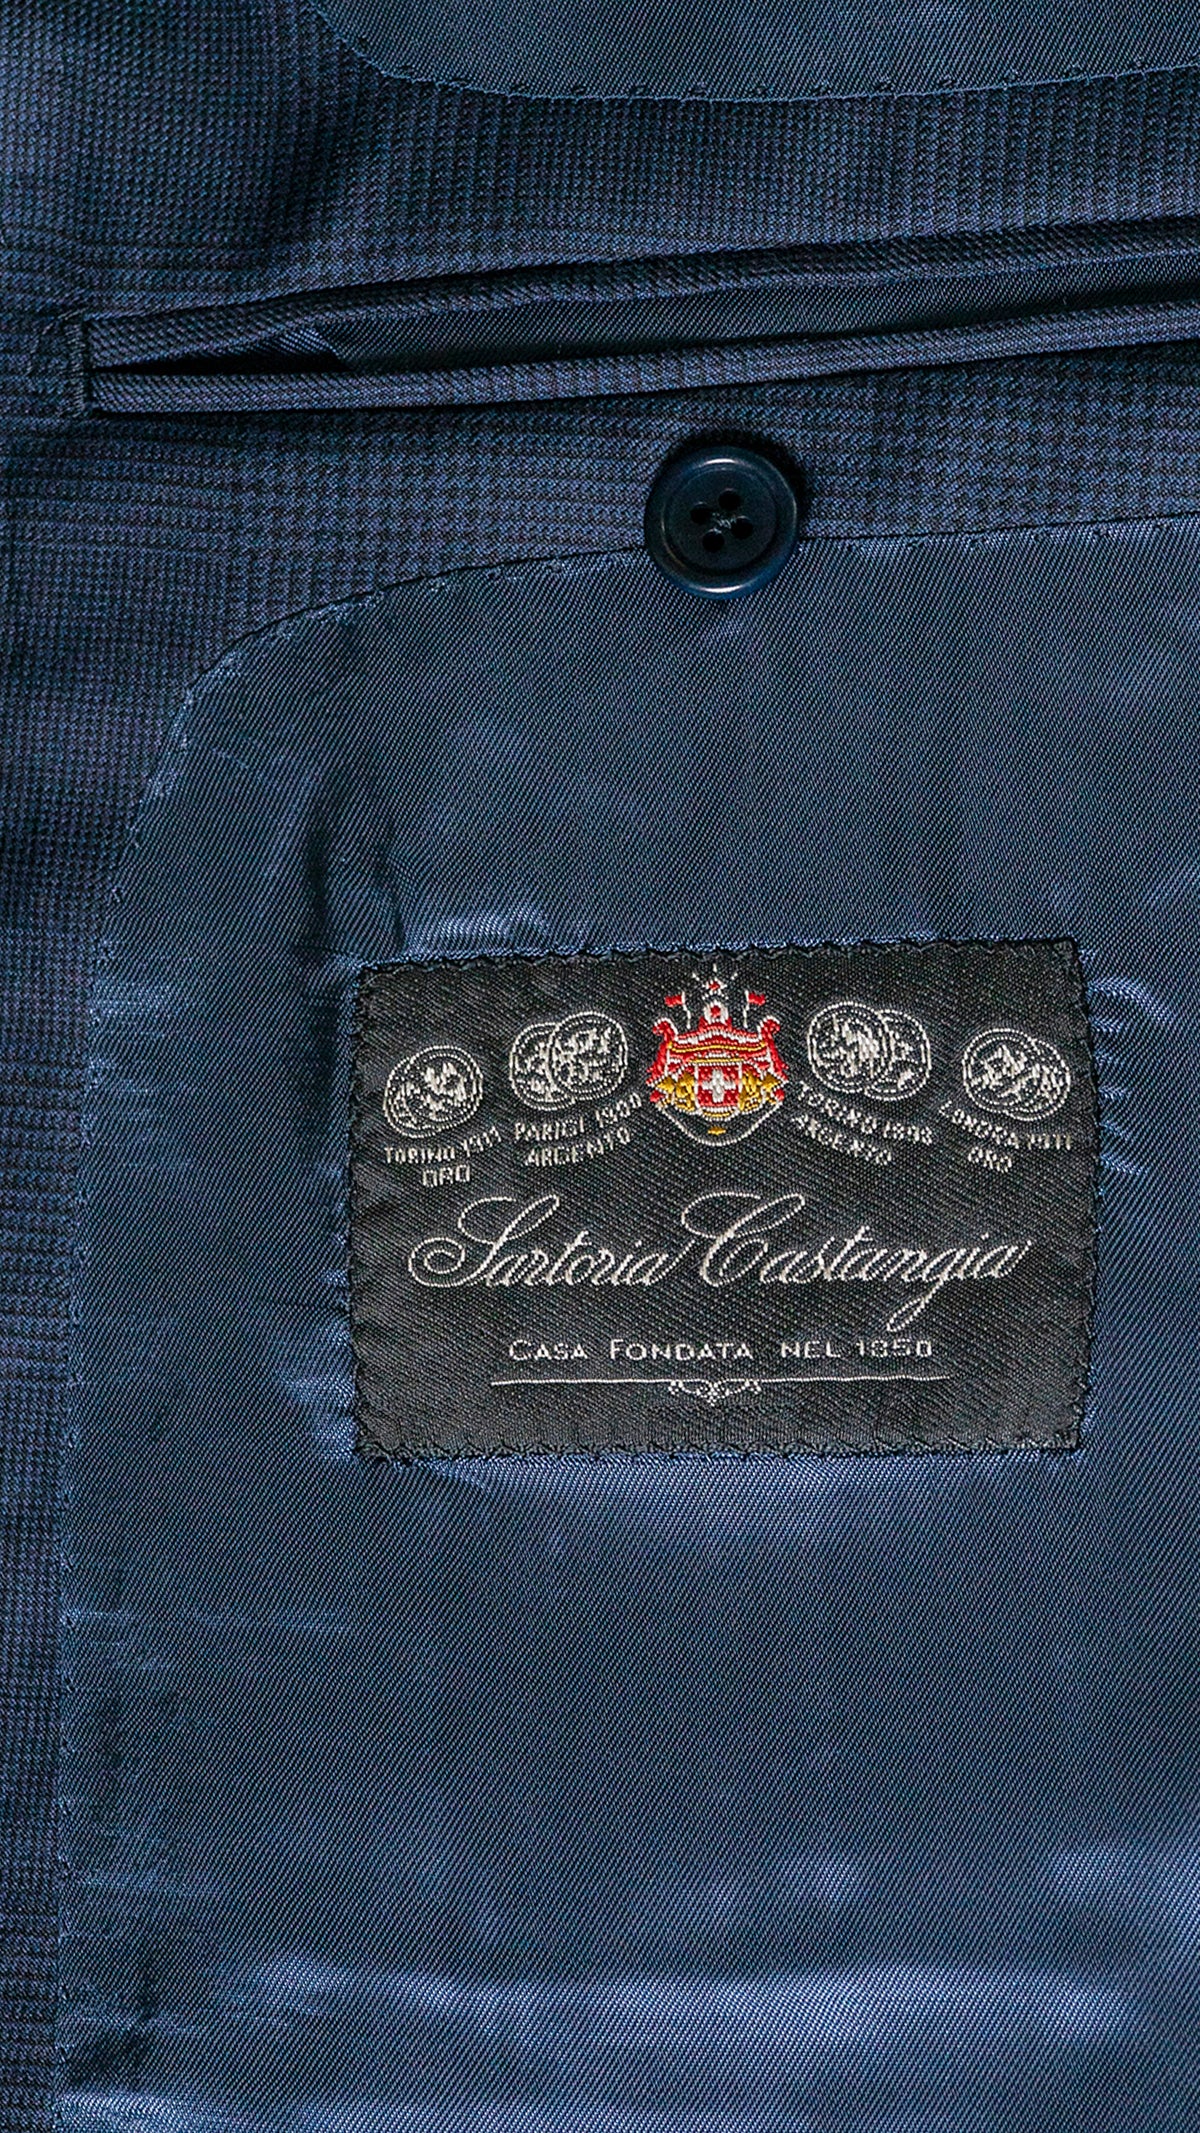 TORINO 1911
ORO
PARIGI 1900
ARGENTO
TORINO 1898
ARGENTO
LONDRA 1911
ORO
Sartoria Castangia
CASA FONDATA NEL 1850